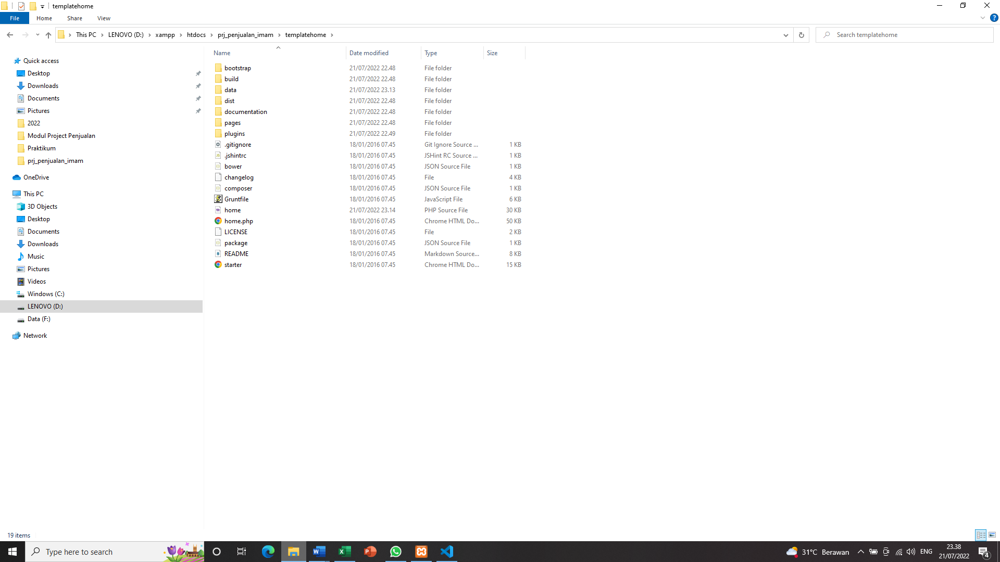 templatehome
File Home Share View
This PC LENOVO (D:) xampp htdocs prj_penjualan_imam templatehome
Search templatehome
Name Date modified Type Size
Quick access
Desktop
Downloads
Documents
Pictures
2022
Modul Project Penjualan
Praktikum
prj_penjualan_imam
OneDrive
This PC
3D Objects
Desktop
Documents
Downloads
Music
Pictures
Videos
Windows (C:)
LENOVO (D:)
Data (F:)
Network
bootstrap 21/07/2022 22.48 File folder
build 21/07/2022 22.48 File folder
data 21/07/2022 23.13 File folder
dist 21/07/2022 22.48 File folder
documentation 21/07/2022 22.48 File folder
pages 21/07/2022 22.48 File folder
plugins 21/07/2022 22.49 File folder
.gitignore 18/01/2016 07.45 Git Ignore Source ... 1 KB
.jshintrc 18/01/2016 07.45 JSHint RC Source ... 1 KB
bower 18/01/2016 07.45 JSON Source File 1 KB
changelog 18/01/2016 07.45 File 4 KB
composer 18/01/2016 07.45 JSON Source File 1 KB
Gruntfile 18/01/2016 07.45 JavaScript File 6 KB
home 21/07/2022 23.14 PHP Source File 30 KB
home.php 18/01/2016 07.45 Chrome HTML Do... 50 KB
LICENSE 18/01/2016 07.45 File 2 KB
package 18/01/2016 07.45 JSON Source File 1 KB
README 18/01/2016 07.45 Markdown Source... 8 KB
starter 18/01/2016 07.45 Chrome HTML Do... 15 KB
19 items
Type here to search
31°C Berawan
ENG
23.38
21/07/2022
4